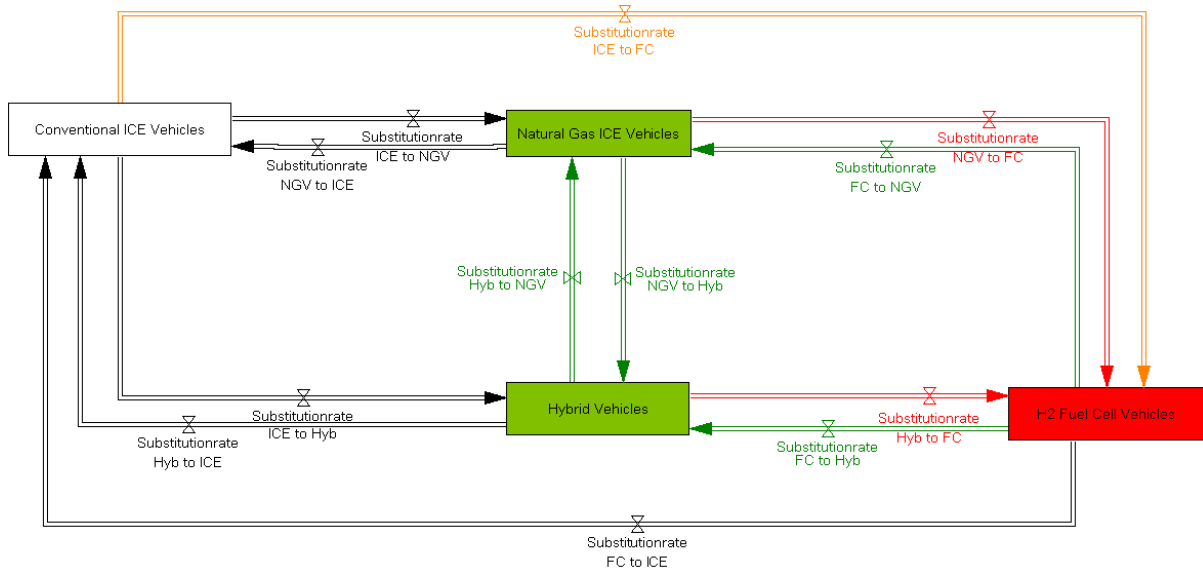 Substitutionrate
ICE to FC
Conventional ICE Vehicles
Natural Gas ICE Vehicles
Substitutionrate
ICE to NGV
Substitutionrate
NGV to ICE
Substitutionrate
NGV to FC
Substitutionrate
FC to NGV
Substitutionrate
Hyb to NGV
Substitutionrate
NGV to Hyb
Hybrid Vehicles
H2 Fuel Cell Vehicles
Substitutionrate
ICE to Hyb
Substitutionrate
Hyb to ICE
Substitutionrate
Hyb to FC
Substitutionrate
FC to Hyb
Substitutionrate
FC to ICE